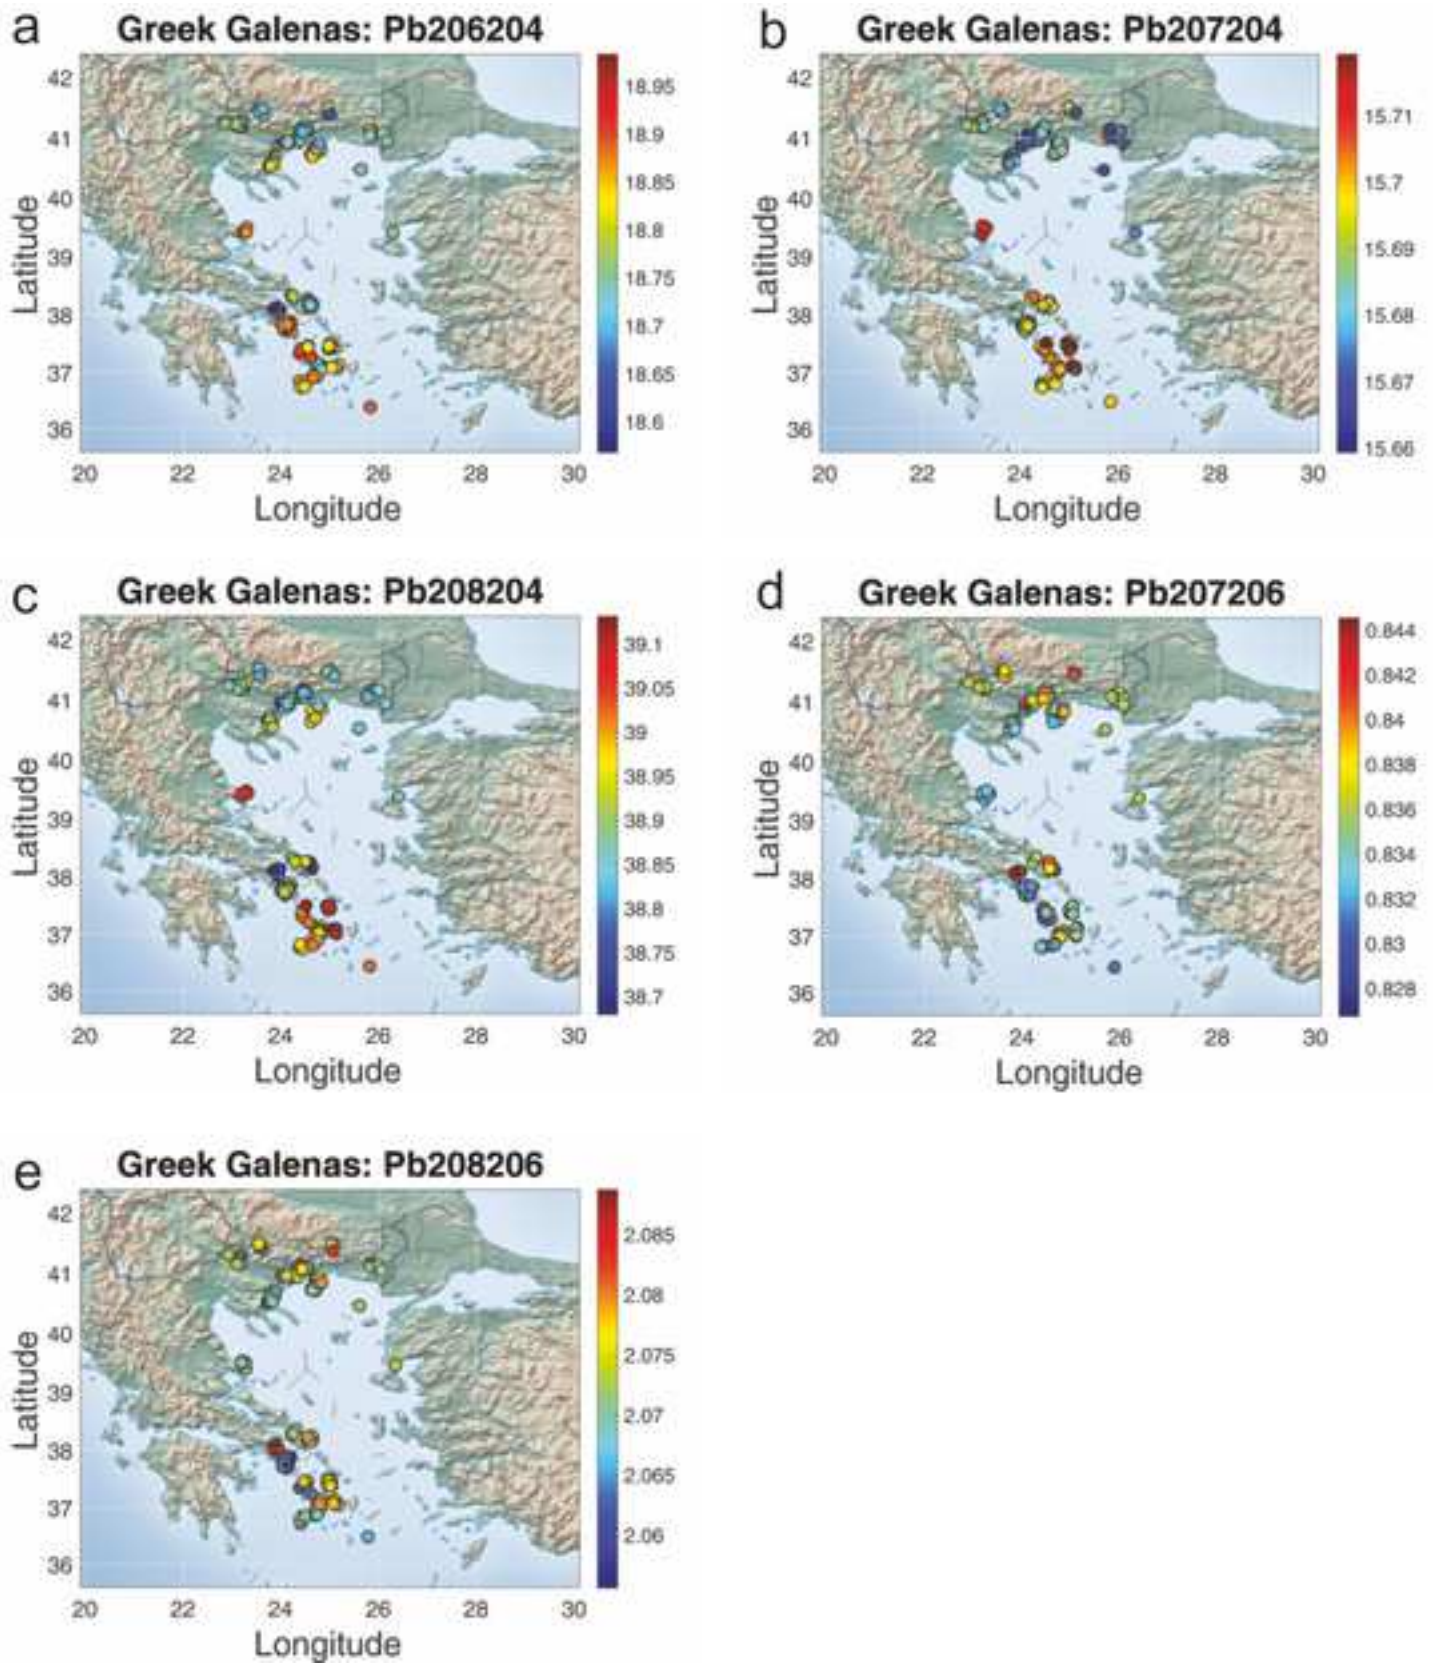 a
Greek Galenas: Pb206204
42
41
40
39
38
37
36
Latitude
20 22 24 26 28 30
Longitude
18.95
18.9
18.85
18.8
18.75
18.7
18.65
18.6
b
Greek Galenas: Pb207204
42
41
40
39
38
37
36
Latitude
20 22 24 26 28 30
Longitude
15.71
15.7
15.69
15.68
15.67
15.66
c
Greek Galenas: Pb208204
42
41
40
39
38
37
36
Latitude
20 22 24 26 28 30
Longitude
39.1
39.05
39
38.95
38.9
38.85
38.8
38.75
38.7
d
Greek Galenas: Pb207206
42
41
40
39
38
37
36
Latitude
20 22 24 26 28 30
Longitude
0.844
0.842
0.84
0.838
0.836
0.834
0.832
0.83
0.828
e
Greek Galenas: Pb208206
42
41
40
39
38
37
36
Latitude
20 22 24 26 28 30
Longitude
2.085
2.08
2.075
2.07
2.065
2.06